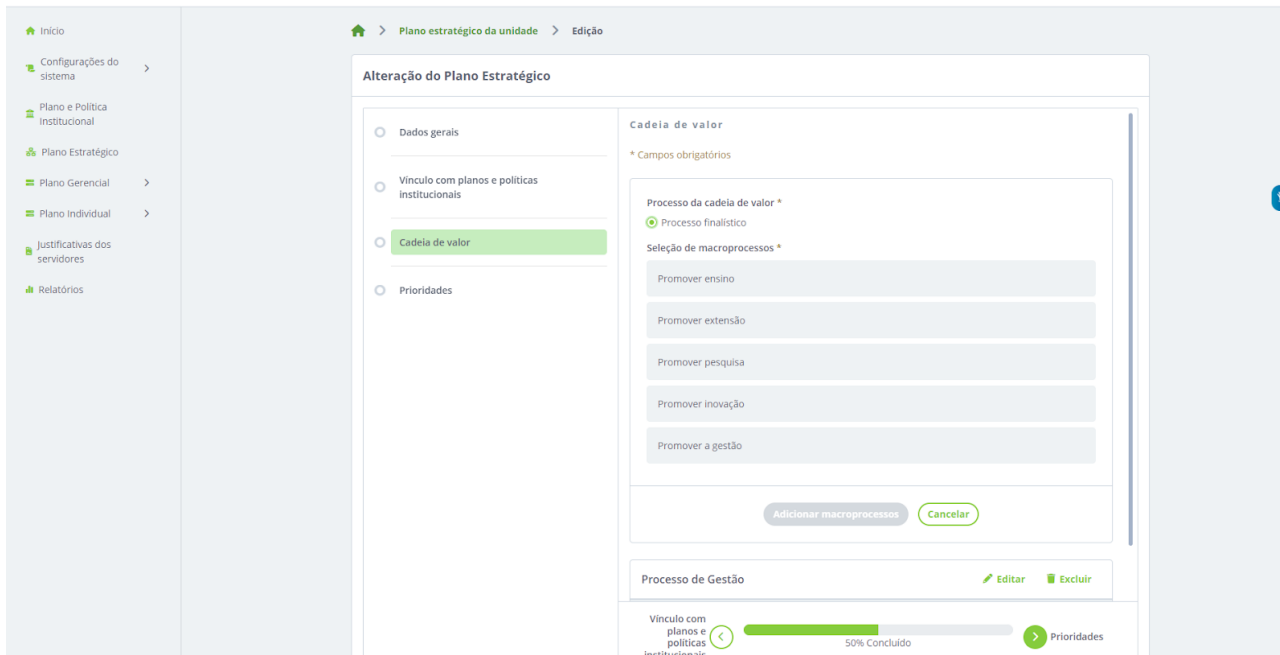 Início
Configurações do
sistema
Plano e Política
Institucional
Plano Estratégico
Plano Gerencial
Plano Individual
Justificativas dos
servidores
Relatórios
Plano estratégico da unidade
Edição
Alteração do Plano Estratégico
Dados gerais
Vínculo com planos e políticas
institucionais
Cadeia de valor
Prioridades
Cadeia de valor
* Campos obrigatórios
Processo da cadeia de valor *
Processo finalístico
Seleção de macroprocessos *
Promover ensino
Promover extensão
Promover pesquisa
Promover inovação
Promover a gestão
Adicionar macroprocessos
Cancelar
Processo de Gestão
Editar
Excluir
Vínculo com
planos e
políticas
institucionais
50% Concluído
Prioridades